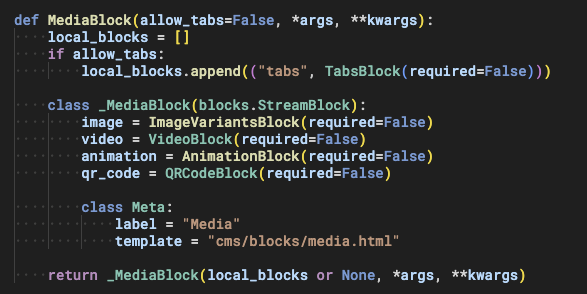 def MediaBlock(allow_tabs=False, *args, **kwargs):
    local_blocks = []
    if allow_tabs:
        local_blocks.append(("tabs", TabsBlock(required=False)))

    class _MediaBlock(blocks.StreamBlock):
        image = ImageVariantsBlock(required=False)
        video = VideoBlock(required=False)
        animation = AnimationBlock(required=False)
        qr_code = QRCodeBlock(required=False)

        class Meta:
            label = "Media"
            template = "cms/blocks/media.html"

    return _MediaBlock(local_blocks or None, *args, **kwargs)